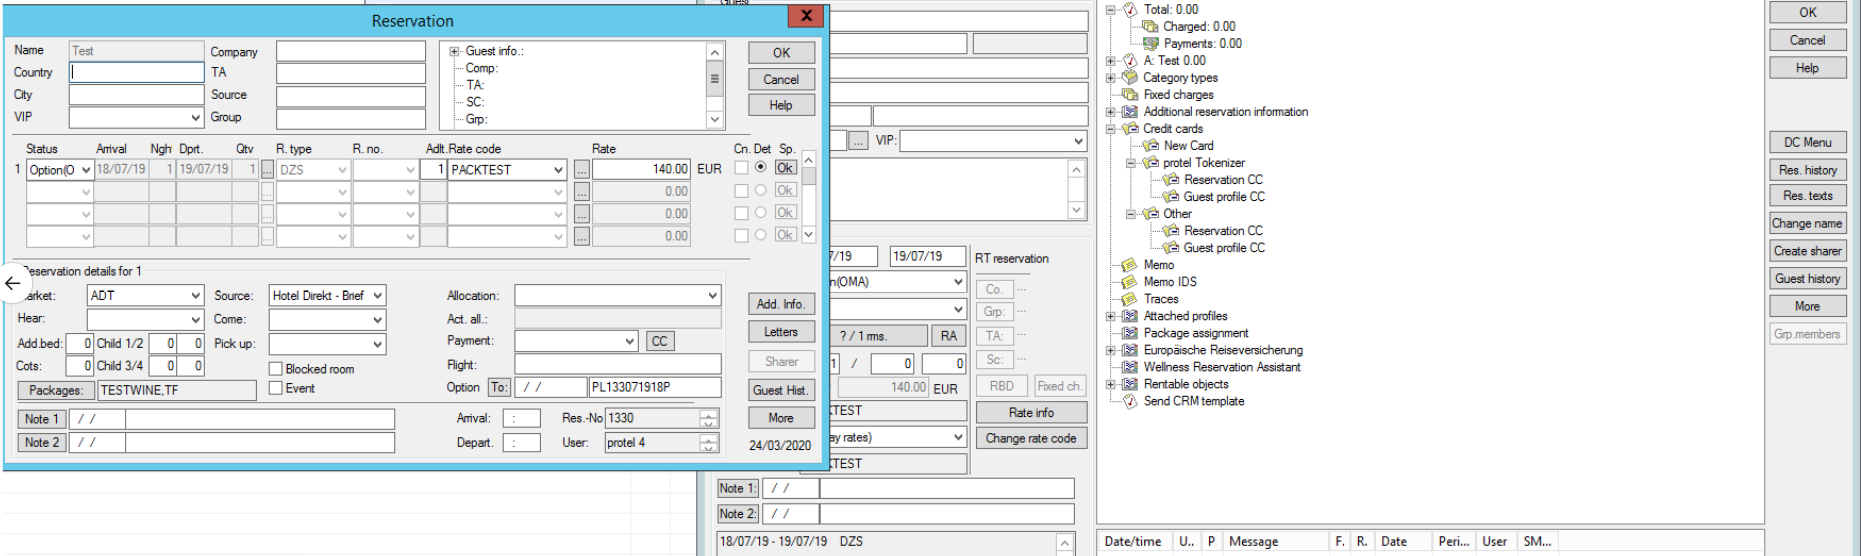 Reservation
X
Name Test Company
Country TA
City Source
VIP Group
Guest info.:
Comp:
TA:
SC:
Grp:
OK
Cancel
Help
Status Arrival Ngh Dprt. Qty R. type R. no. Adlt. Rate code Rate Cn. Det Sp.
1 Option(O 18/07/19 1 19/07/19 1 ... DZS 1 PACKTEST ... 140.00 EUR Ok
... ... 0.00 Ok
... ... 0.00 Ok
... ... 0.00 Ok
Reservation details for 1
arket: ADT Source: Hotel Direkt - Brief Allocation:
Hear: Come: Act. all.:
Add.bed: 0 Child 1/2 0 0 Pick up: Payment: CC
Cots: 0 Child 3/4 0 0 Blocked room Flight:
Packages: TESTWINE,TF Event Option To: / / PL133071918P
Note 1 / / Arrival: : Res.-No 1330
Note 2 / / Depart. : User: protel 4
Add. Info.
Letters
Sharer
Guest Hist.
More
24/03/2020
Guest
... VIP:
/19 19/07/19 RT reservation
n(OMA) Co. ...
Grp: ...
? / 1 ms. RA TA: ...
1 / 0 0 Sc: ...
140.00 EUR RBD Fixed ch.
TEST Rate info
ay rates) Change rate code
TEST
Note 1: / /
Note 2: / /
18/07/19 - 19/07/19 DZS
Total: 0.00
Charged: 0.00
Payments: 0.00
A: Test 0.00
Category types
Fixed charges
Additional reservation information
Credit cards
New Card
protel Tokenizer
Reservation CC
Guest profile CC
Other
Reservation CC
Guest profile CC
Memo
Memo IDS
Traces
Attached profiles
Package assignment
Europäische Reiseversicherung
Wellness Reservation Assistant
Rentable objects
Send CRM template
Date/time U.. P Message F. R. Date Peri... User SM...
OK
Cancel
Help
DC Menu
Res. history
Res. texts
Change name
Create sharer
Guest history
More
Grp.members